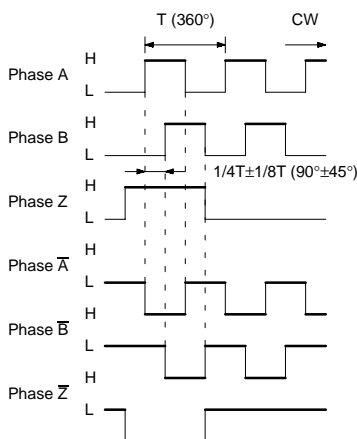 T (360°) CW
H
Phase A
L
H
Phase B
L
1/4T±1/8T (90°±45°)
H
Phase Z
L
H
Phase A̅
L
H
Phase B̅
L
H
Phase Z̅
L